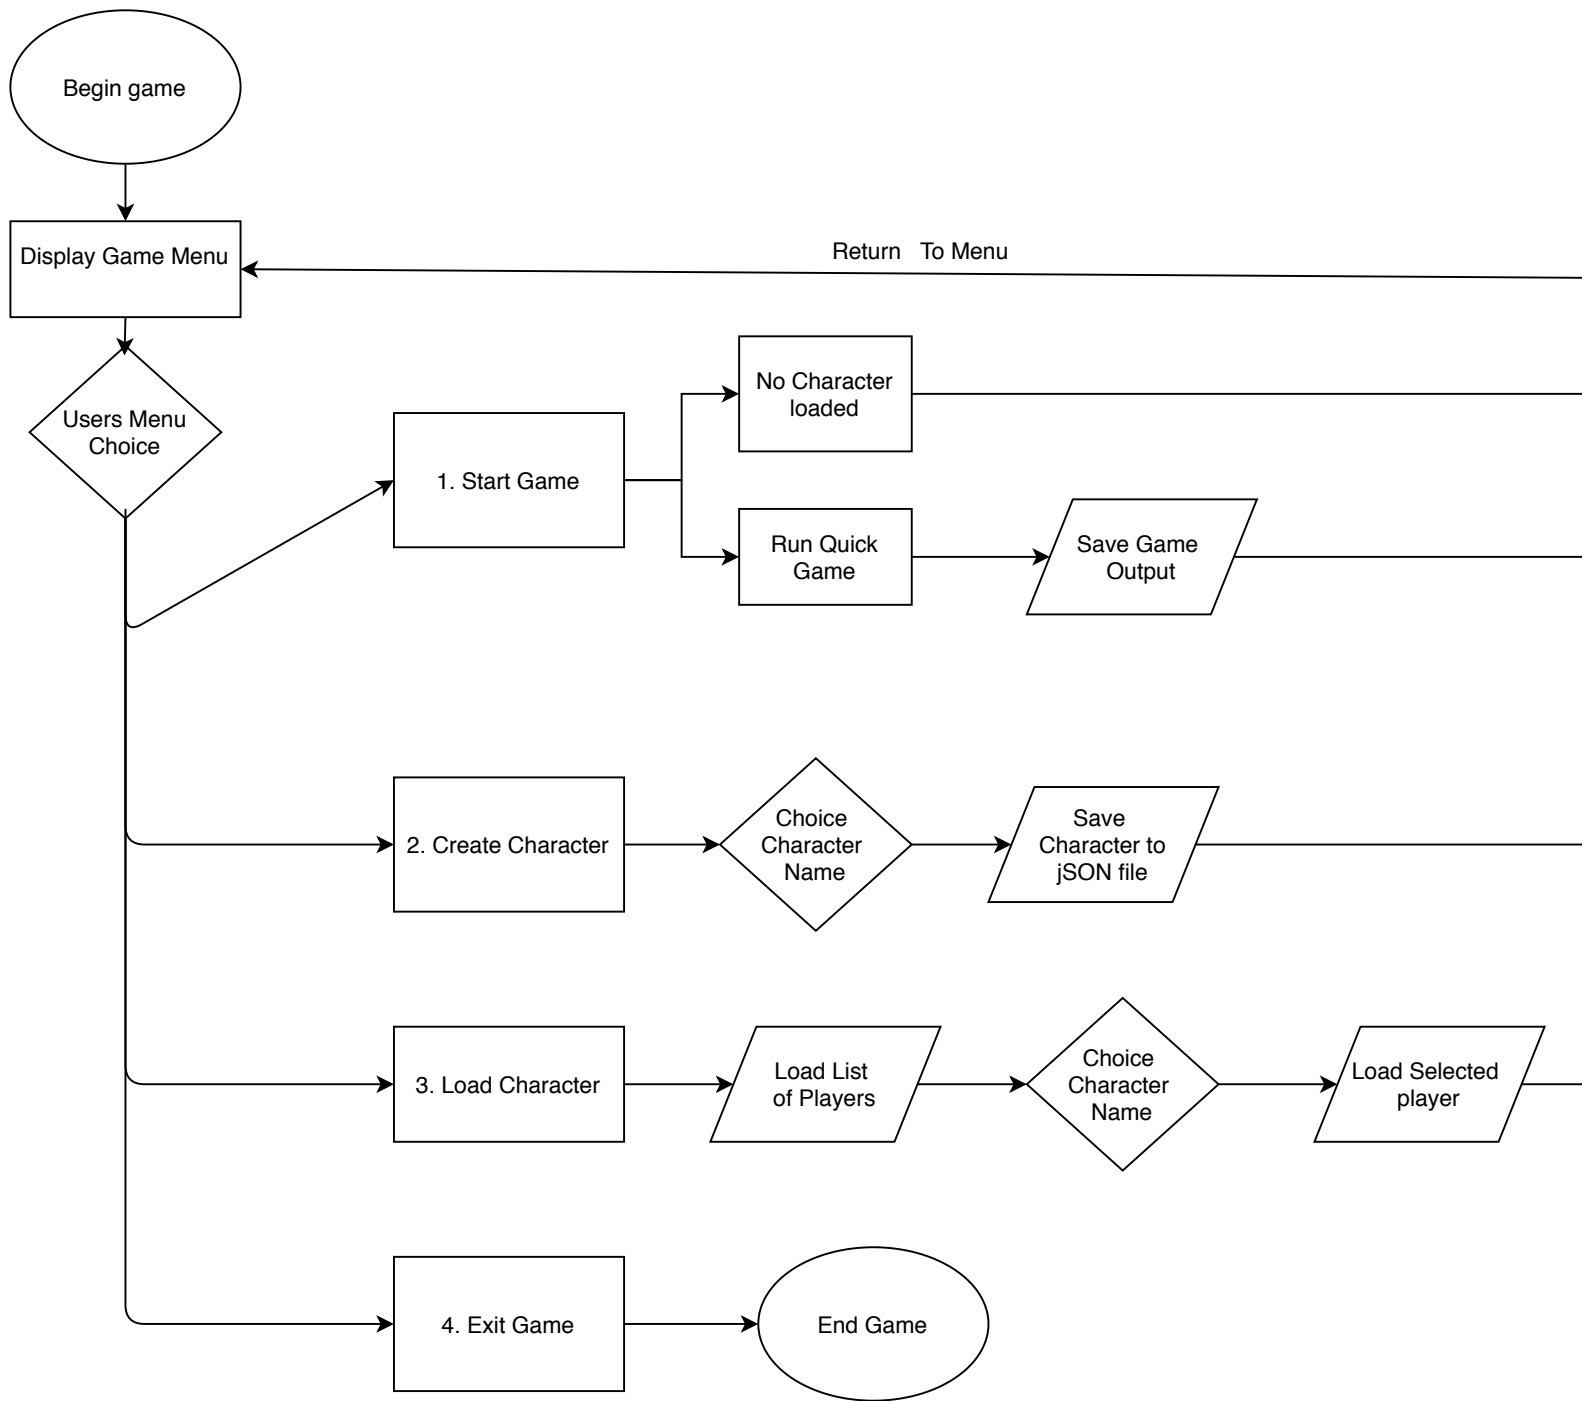 Begin game
Display Game Menu
Return To Menu
Users Menu
Choice
No Character
loaded
1. Start Game
Run Quick
Game
Save Game
Output
2. Create Character
Choice
Character
Name
Save
Character to
jSON file
3. Load Character
Load List
of Players
Choice
Character
Name
Load Selected
player
4. Exit Game
End Game